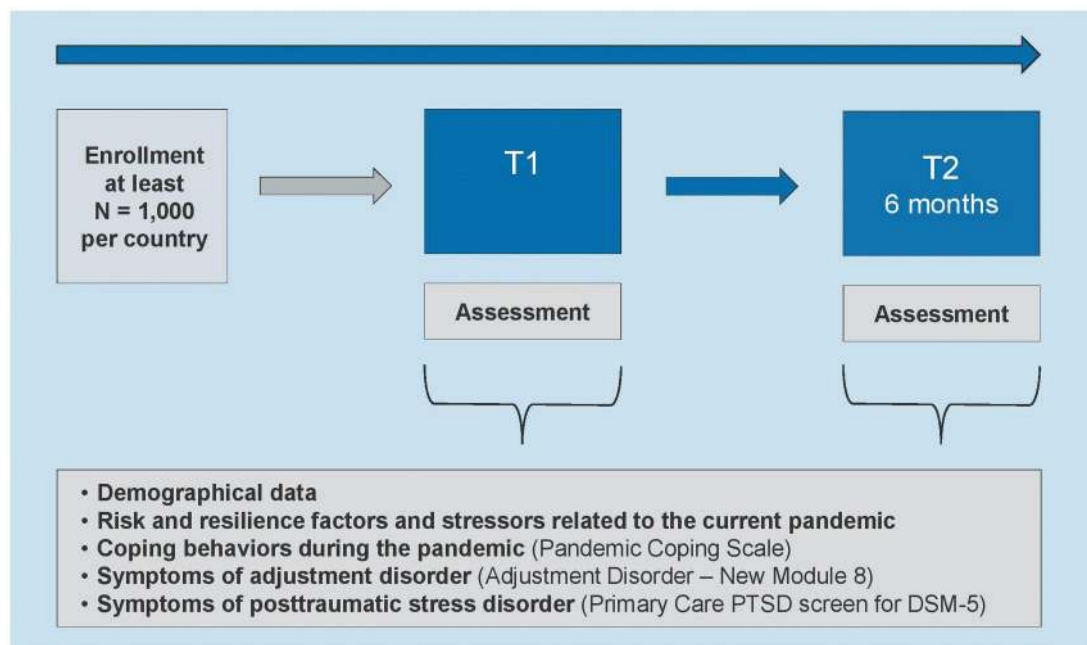 Enrollment
at least
N = 1,000
per country
T1
T2
6 months
Assessment
Assessment
• Demographical data
• Risk and resilience factors and stressors related to the current pandemic
• Coping behaviors during the pandemic (Pandemic Coping Scale)
• Symptoms of adjustment disorder (Adjustment Disorder – New Module 8)
• Symptoms of posttraumatic stress disorder (Primary Care PTSD screen for DSM-5)